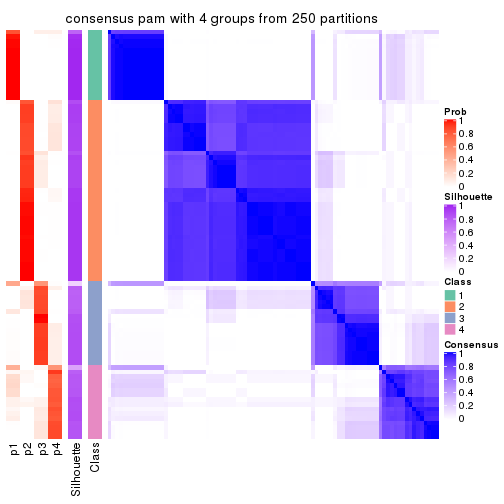 consensus pam with 4 groups from 250 partitions
Prob
1
0.8
0.6
0.4
0.2
0
Silhouette
1
0.8
0.6
0.4
0.2
0
Class
1
2
3
4
Consensus
1
0.8
0.6
0.4
0.2
0
p1
p2
p3
p4
Silhouette
Class